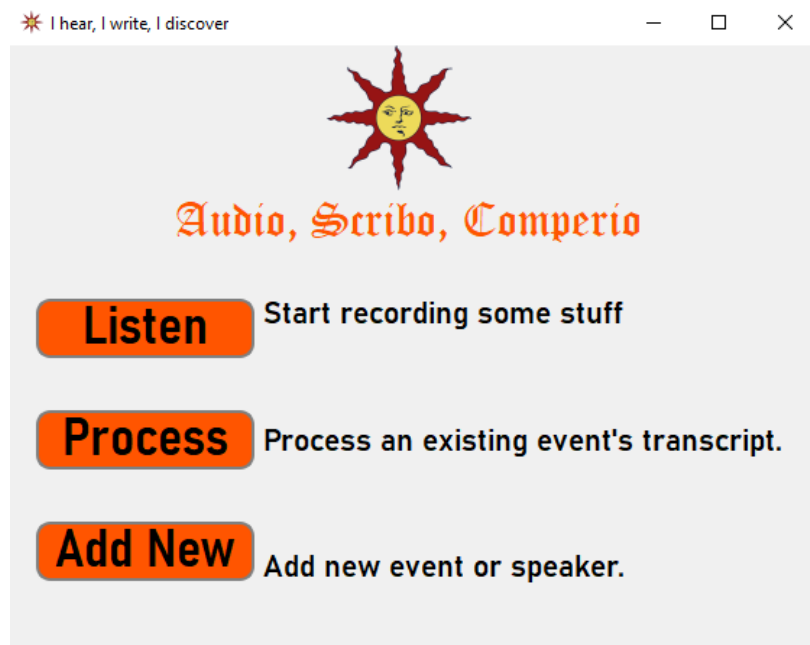 I hear, I write, I discover
Audio, Scribo, Comperio
Listen
Start recording some stuff
Process
Process an existing event's transcript.
Add New
Add new event or speaker.